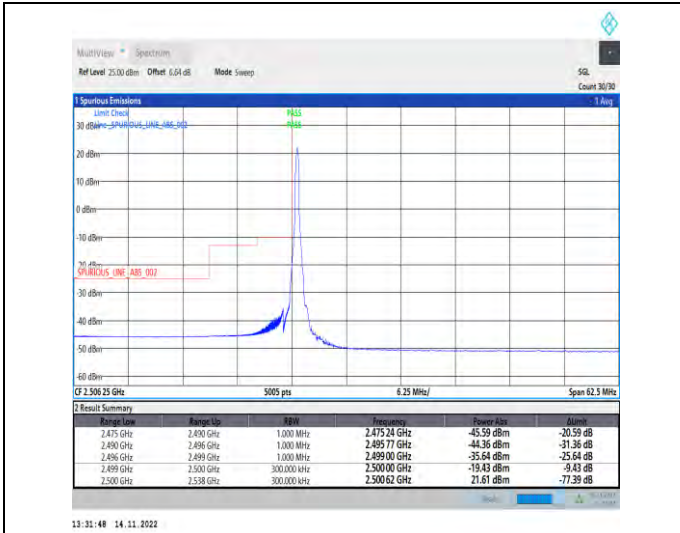 MultiView Spectrum
Ref Level 25.00 dBm Offset 6.64 dB Mode Sweep SGL
Count 30/30
1 Spurious Emissions 1 Avg
Limit Check PASS
30 dBm Line _SPURIOUS_LINE_ABS_002 PASS
20 dBm
10 dBm
0 dBm
-10 dBm
-20 dBm
SPURIOUS_LINE_ABS_002
-30 dBm
-40 dBm
-50 dBm
-60 dBm
CF 2.506 25 GHz 5005 pts 6.25 MHz/ Span 62.5 MHz
2 Result Summary
Range Low Range Up RBW Frequency Power Abs ΔLimit
2.475 GHz 2.490 GHz 1.000 MHz 2.475 24 GHz -45.59 dBm -20.59 dB
2.490 GHz 2.496 GHz 1.000 MHz 2.495 77 GHz -44.36 dBm -31.36 dB
2.496 GHz 2.499 GHz 1.000 MHz 2.499 00 GHz -35.64 dBm -25.64 dB
2.499 GHz 2.500 GHz 300.000 kHz 2.500 00 GHz -19.43 dBm -9.43 dB
2.500 GHz 2.538 GHz 300.000 kHz 2.500 62 GHz 21.61 dBm -77.39 dB
13:31:48 14.11.2022